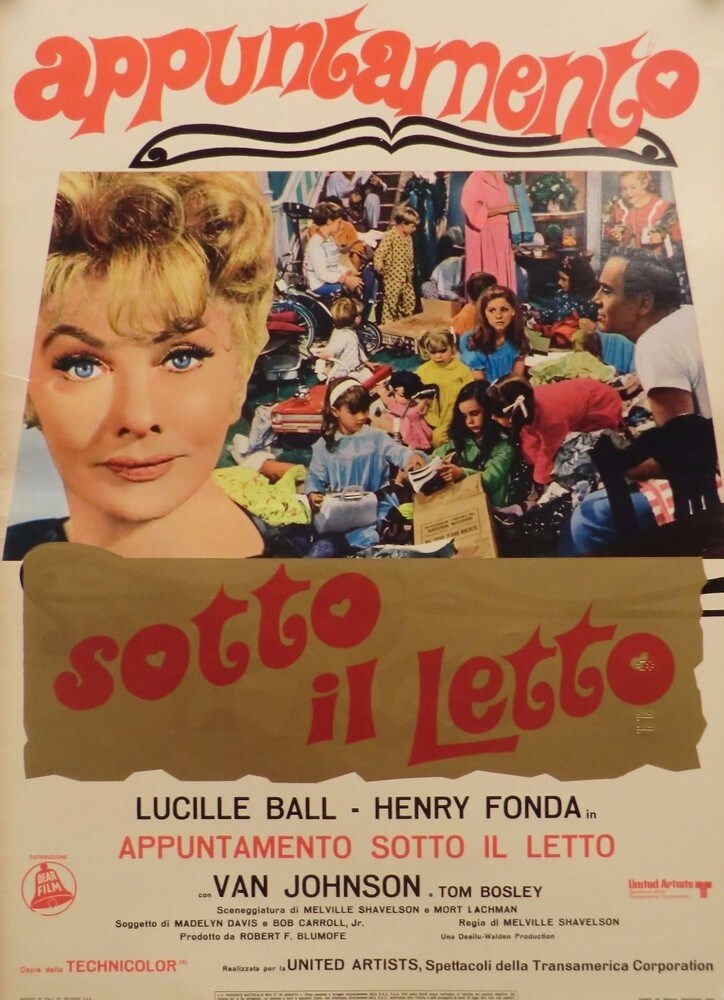 appuntamento
sotto
il letto
LUCILLE BALL - HENRY FONDA in
APPUNTAMENTO SOTTO IL LETTO
con VAN JOHNSON e TOM BOSLEY
Sceneggiatura di MELVILLE SHAVELSON e MORT LACHMAN
Soggetto di MADELYN DAVIS e BOB CARROLL, Jr. Regia di MELVILLE SHAVELSON
Prodotto da ROBERT F. BLUMOFE Una Desilu-Walden Production
DISTRIBUZIONE
DEAR
FILM
United Artists
Copie della TECHNICOLOR Realizzata per la UNITED ARTISTS, Spettacoli della Transamerica Corporation